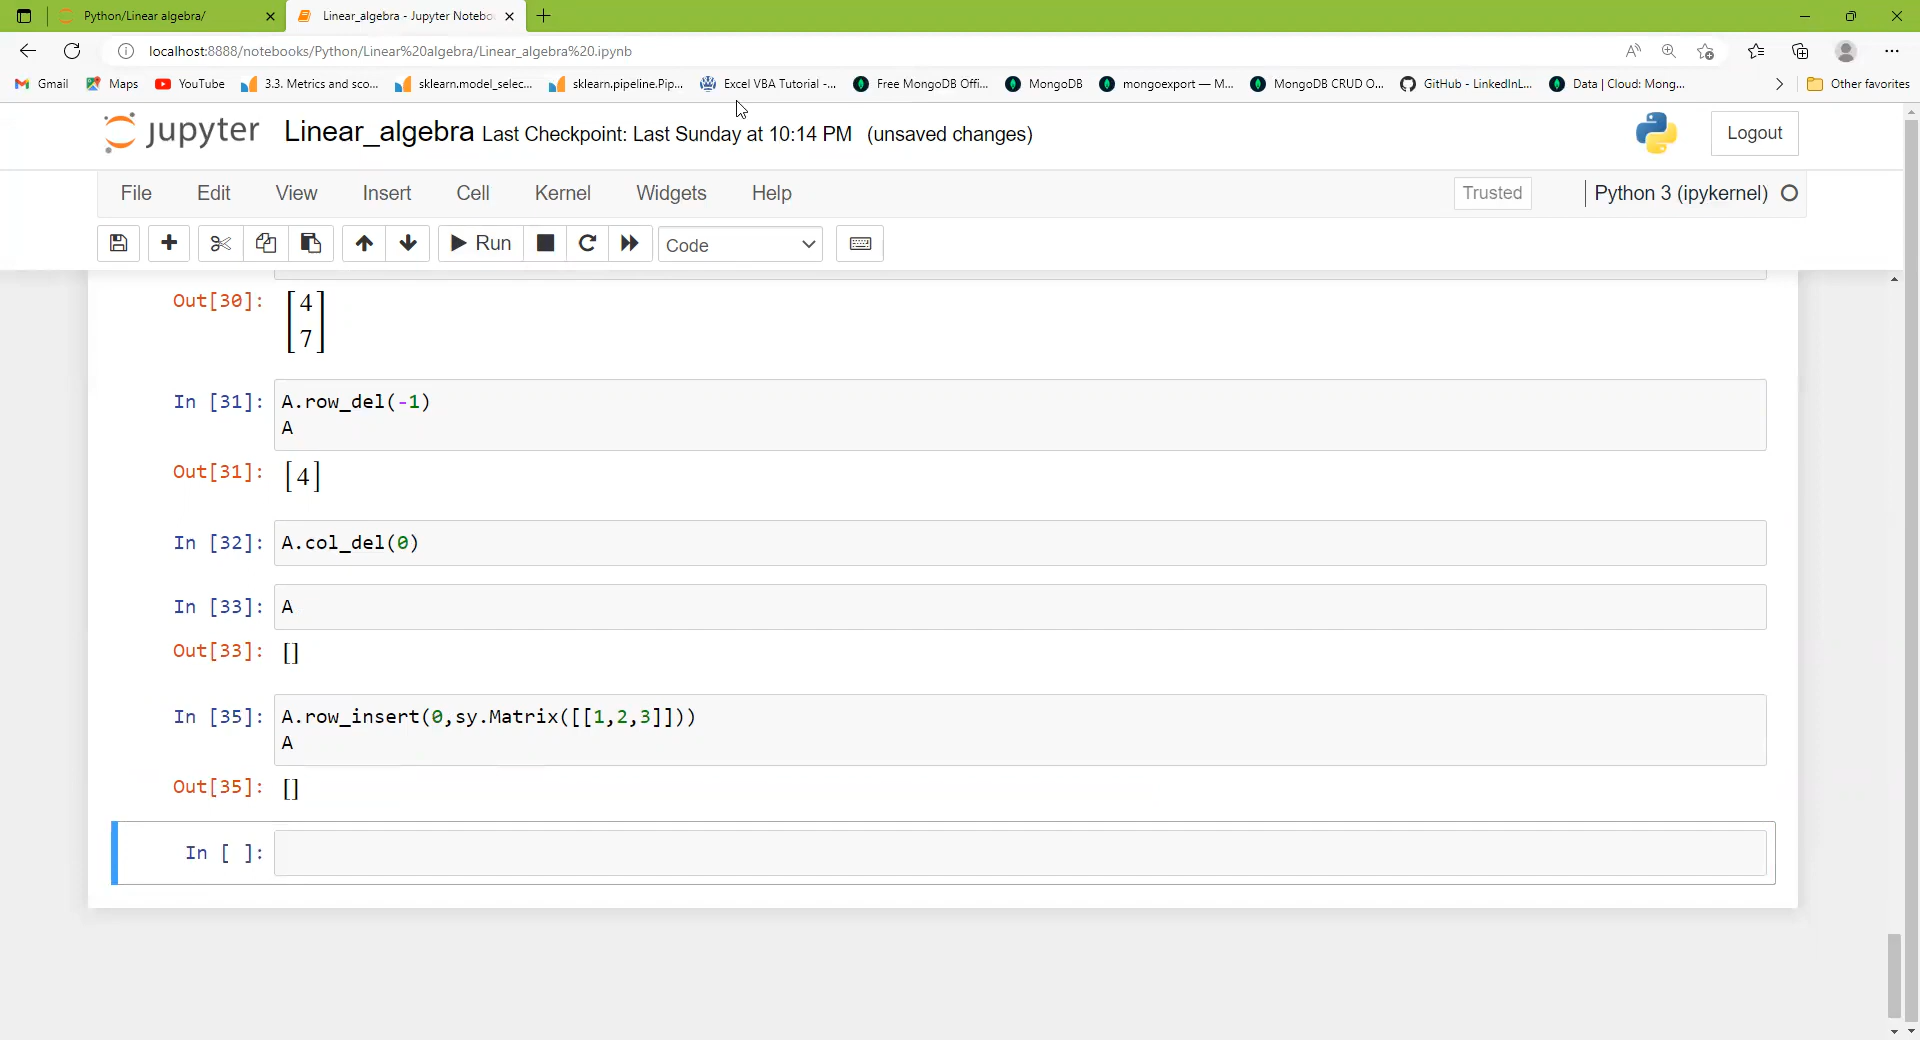 Python/Linear algebra/
Linear_algebra - Jupyter Notebo
localhost:8888/notebooks/Python/Linear%20algebra/Linear_algebra%20.ipynb
Gmail Maps YouTube 3.3. Metrics and sco... sklearn.model_selec... sklearn.pipeline.Pip... Excel VBA Tutorial -... Free MongoDB Offi... MongoDB mongoexport — M... MongoDB CRUD O... GitHub - LinkedInL... Data | Cloud: Mong... Other favorites
jupyter Linear_algebra Last Checkpoint: Last Sunday at 10:14 PM (unsaved changes) Logout
File Edit View Insert Cell Kernel Widgets Help Trusted Python 3 (ipykernel)
Run Code
Out[30]: [4
7]
In [31]: A.row_del(-1)
A
Out[31]: [4]
In [32]: A.col_del(0)
In [33]: A
Out[33]: []
In [35]: A.row_insert(0,sy.Matrix([[1,2,3]]))
A
Out[35]: []
In [ ]: